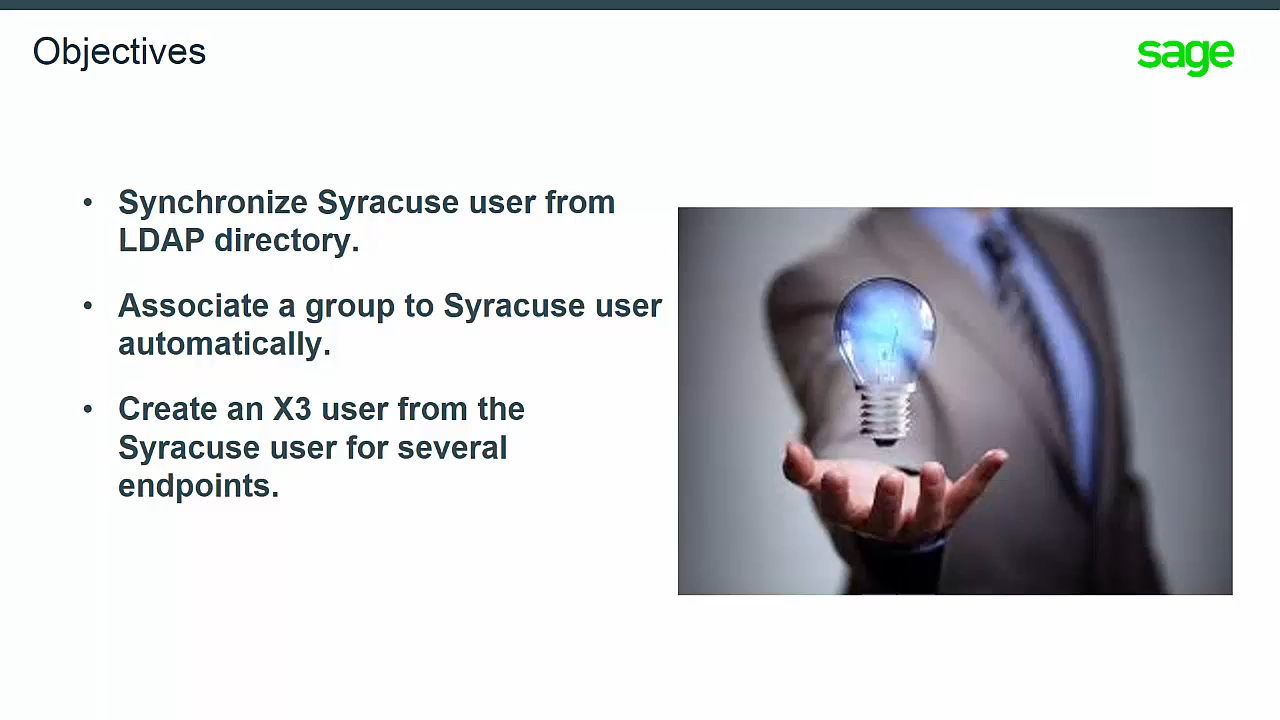 Objectives
sage
• Synchronize Syracuse user from
LDAP directory.
• Associate a group to Syracuse user
automatically.
• Create an X3 user from the
Syracuse user for several
endpoints.